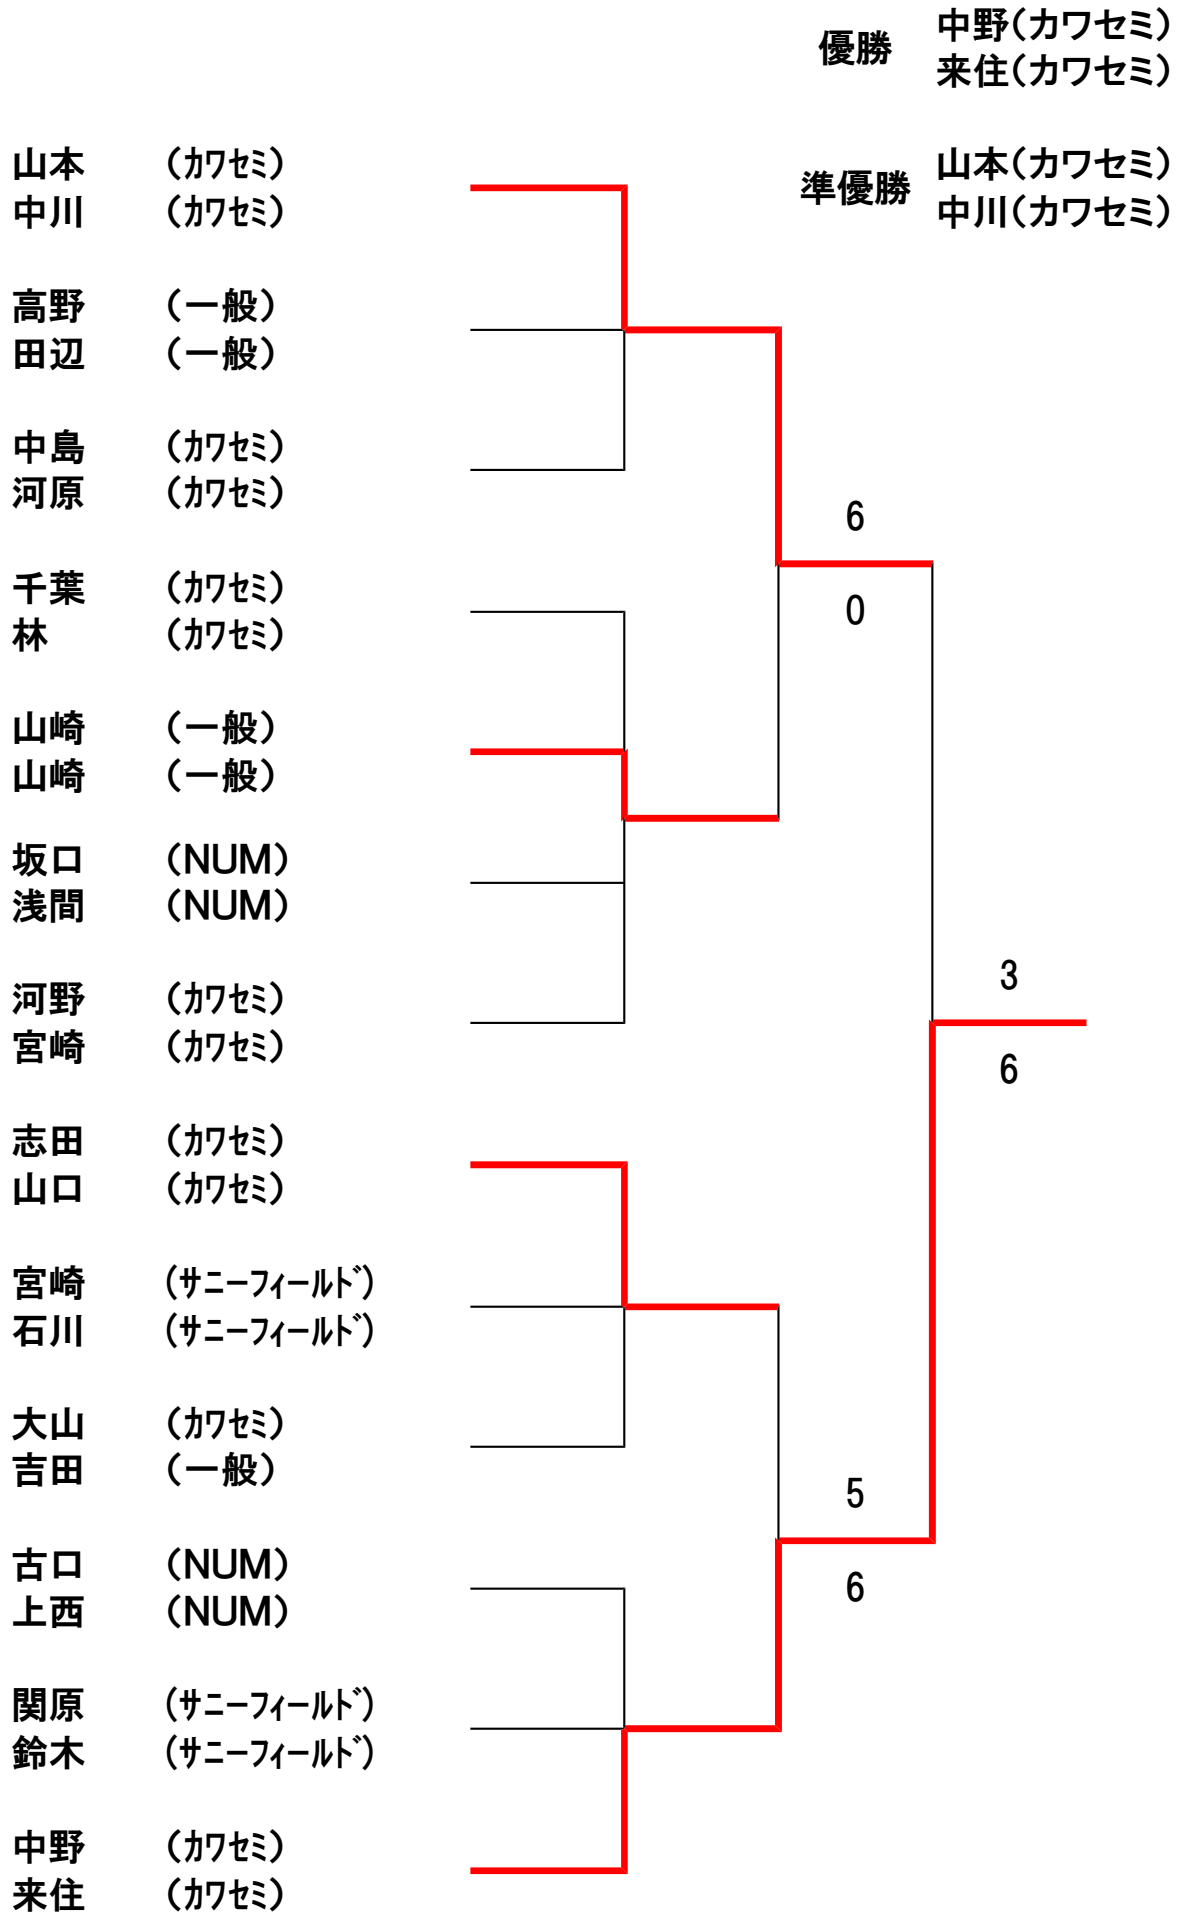 優勝
中野(カワセミ)
来住(カワセミ)
準優勝
山本(カワセミ)
中川(カワセミ)
山本 (ｶﾜｾﾐ)
中川 (ｶﾜｾﾐ)
高野 (一般)
田辺 (一般)
中島 (ｶﾜｾﾐ)
河原 (ｶﾜｾﾐ)
千葉 (ｶﾜｾﾐ)
林 (ｶﾜｾﾐ)
山崎 (一般)
山崎 (一般)
坂口 (NUM)
浅間 (NUM)
河野 (ｶﾜｾﾐ)
宮崎 (ｶﾜｾﾐ)
志田 (ｶﾜｾﾐ)
山口 (ｶﾜｾﾐ)
宮崎 (ｻﾆｰﾌｨｰﾙﾄﾞ)
石川 (ｻﾆｰﾌｨｰﾙﾄﾞ)
大山 (ｶﾜｾﾐ)
吉田 (一般)
古口 (NUM)
上西 (NUM)
関原 (ｻﾆｰﾌｨｰﾙﾄﾞ)
鈴木 (ｻﾆｰﾌｨｰﾙﾄﾞ)
中野 (ｶﾜｾﾐ)
来住 (ｶﾜｾﾐ)
6
0
5
6
3
6